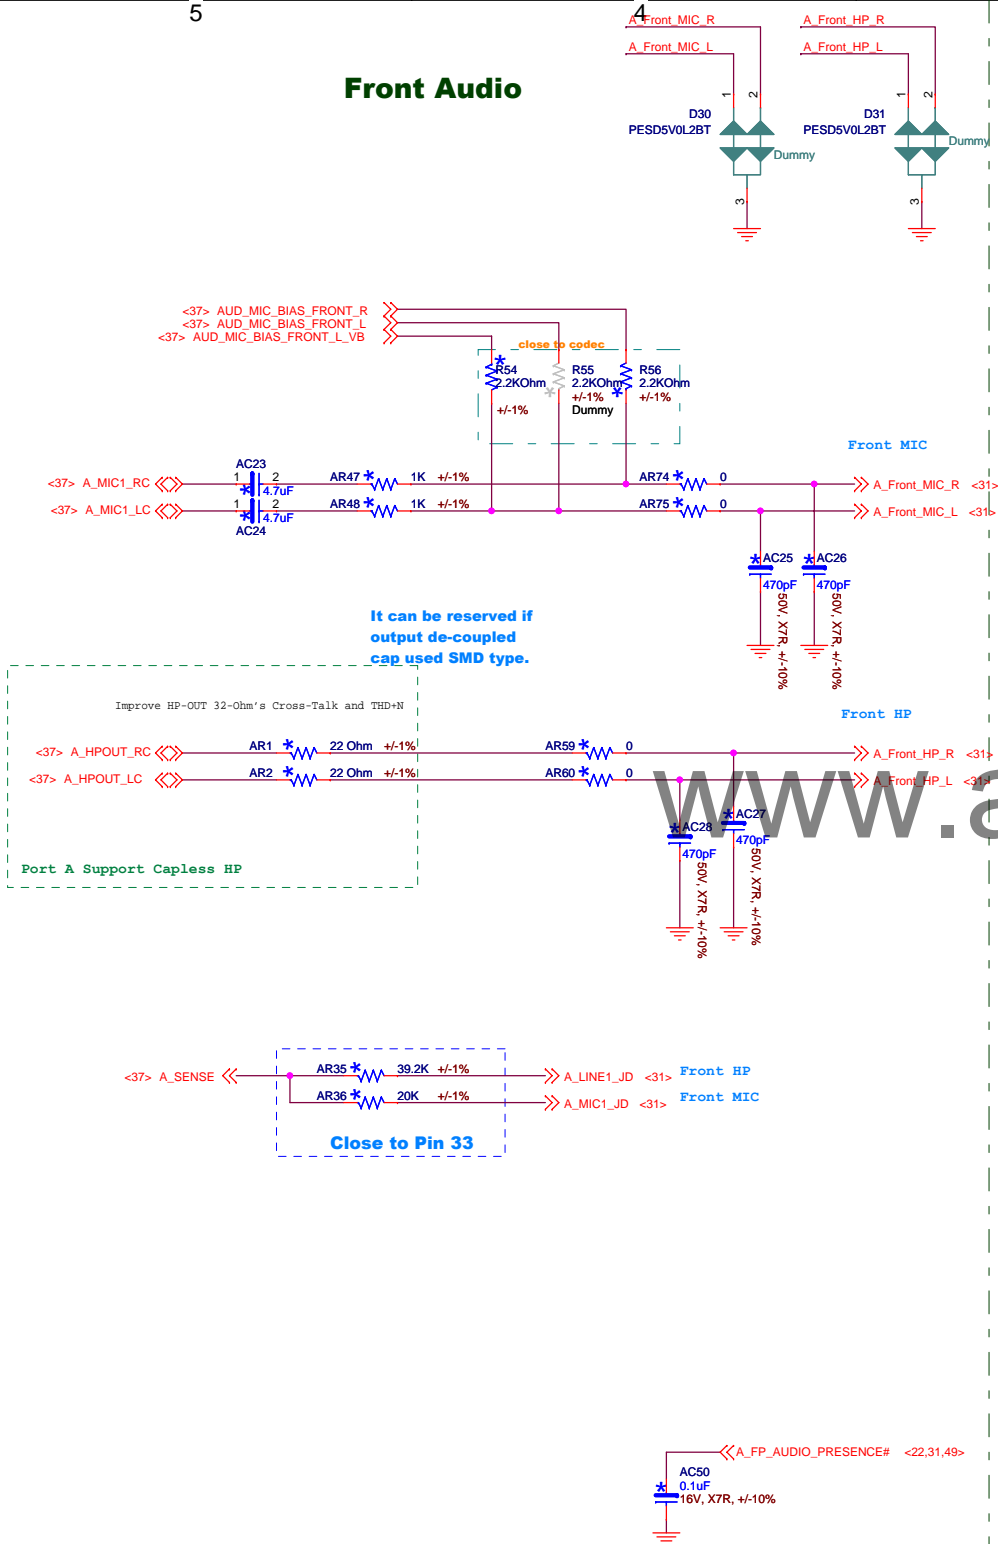 5
4
A_Front_MIC_R
A_Front_HP_R
A_Front_MIC_L
A_Front_HP_L
Front Audio
1
2
1
2
D30
PESD5V0L2BT
Dummy
D31
PESD5V0L2BT
Dummy
3
3
<37> AUD_MIC_BIAS_FRONT_R
<37> AUD_MIC_BIAS_FRONT_L
<37> AUD_MIC_BIAS_FRONT_L_VB
close to codec
R54
2.2KOhm
+/-1%
R55
2.2KOhm
+/-1%
Dummy
R56
2.2KOhm
+/-1%
Front MIC
AC23
<37> A_MIC1_RC
1
2
4.7uF
AR47
1K
+/-1%
AR74
0
A_Front_MIC_R <31>
<37> A_MIC1_LC
1
2
4.7uF
AC24
AR48
1K
+/-1%
AR75
0
A_Front_MIC_L <31>
AC25
470pF
50V, X7R, +/-10%
AC26
470pF
50V, X7R, +/-10%
It can be reserved if
output de-coupled
cap used SMD type.
Improve HP-OUT 32-Ohm's Cross-Talk and THD+N
Front HP
<37> A_HPOUT_RC
AR1
22 Ohm
+/-1%
AR59
0
A_Front_HP_R <31>
<37> A_HPOUT_LC
AR2
22 Ohm
+/-1%
AR60
0
A_Front_HP_L <31>
www.a
AC28
470pF
50V, X7R, +/-10%
AC27
470pF
50V, X7R, +/-10%
Port A Support Capless HP
<37> A_SENSE
AR35
39.2K
+/-1%
A_LINE1_JD <31>
Front HP
AR36
20K
+/-1%
A_MIC1_JD <31>
Front MIC
Close to Pin 33
A_FP_AUDIO_PRESENCE# <22,31,49>
AC50
0.1uF
16V, X7R, +/-10%